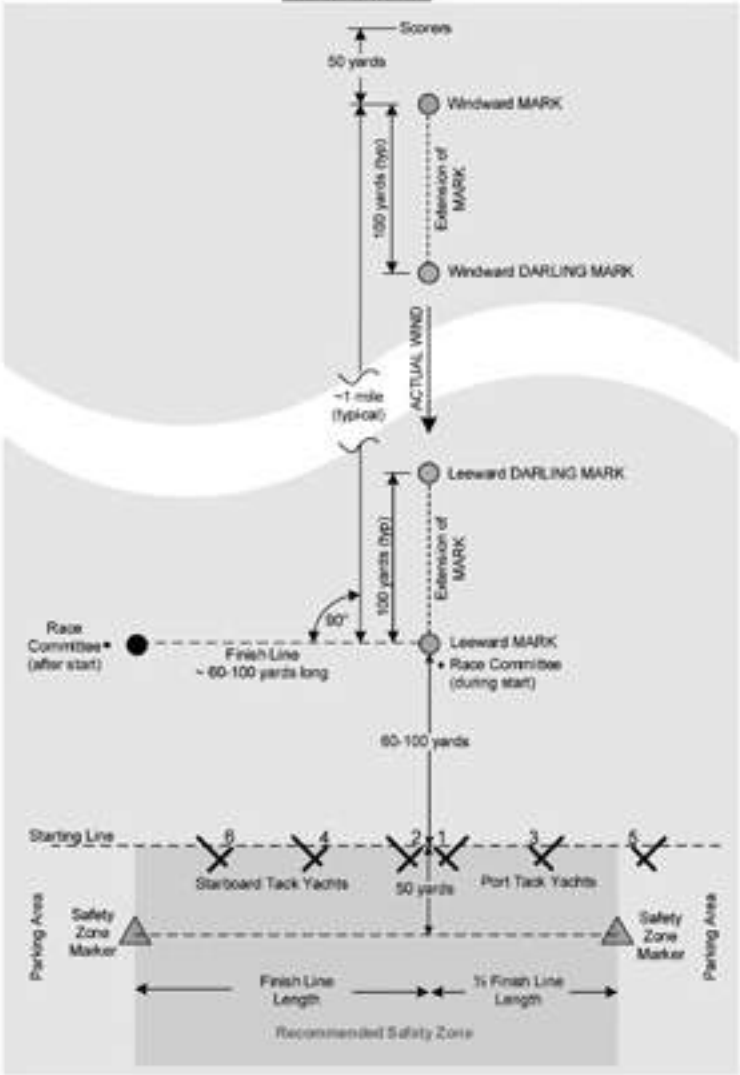 Scorers
50 yards
Windward MARK
100 yards (typ)
Extension of
MARK
Windward DARLING MARK
ACTUAL WIND
~1 mile
(typical)
Leeward DARLING MARK
100 yards (typ)
Extension of
MARK
90°
Race
Committee •
(after start)
Finish Line
~ 60-100 yards long
Leeward MARK
• Race Committee
(during start)
60-100 yards
Starting Line
6
4
2
1
3
5
Starboard Tack Yachts
50 yards
Port Tack Yachts
Parking Area
Safety
Zone
Marker
Safety
Zone
Marker
Parking Area
Finish Line
Length
Finish Line
Length
Recommended Safety Zone